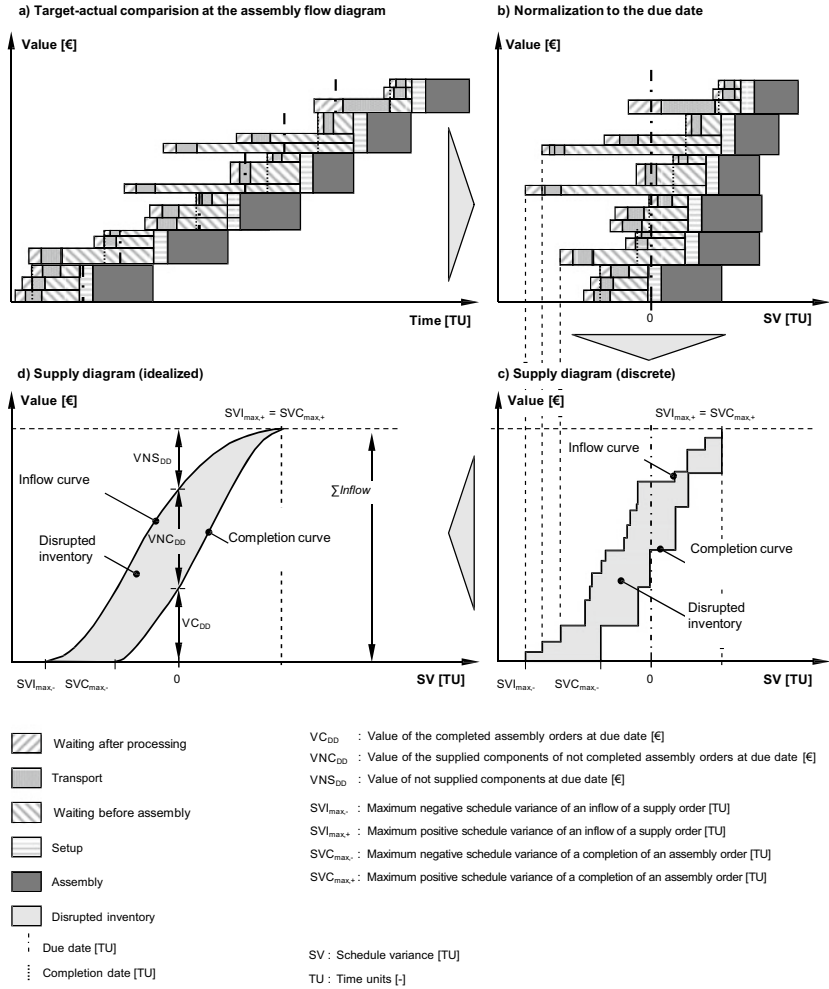 a) Target-actual comparision at the assembly flow diagram
b) Normalization to the due date
Value [€]
Value [€]
Time [TU]
0
SV [TU]
d) Supply diagram (idealized)
c) Supply diagram (discrete)
Value [€]
Value [€]
SVImax,+ = SVCmax,+
SVImax,+ = SVCmax,+
VNSDD
Inflow curve
∑Inflow
Inflow curve
Disrupted
inventory
VNCDD
Completion curve
Completion curve
Disrupted
inventory
VCDD
SVImax,-
SVCmax,-
0
SV [TU]
SVImax,-
SVCmax,-
0
SV [TU]
Waiting after processing
Transport
Waiting before assembly
Setup
Assembly
Disrupted inventory
Due date [TU]
Completion date [TU]
VCDD : Value of the completed assembly orders at due date [€]
VNCDD : Value of the supplied components of not completed assembly orders at due date [€]
VNSDD : Value of not supplied components at due date [€]
SVImax,- : Maximum negative schedule variance of an inflow of a supply order [TU]
SVImax,+ : Maximum positive schedule variance of an inflow of a supply order [TU]
SVCmax,- : Maximum negative schedule variance of a completion of an assembly order [TU]
SVCmax,+ : Maximum positive schedule variance of a completion of an assembly order [TU]
SV : Schedule variance [TU]
TU : Time units [-]